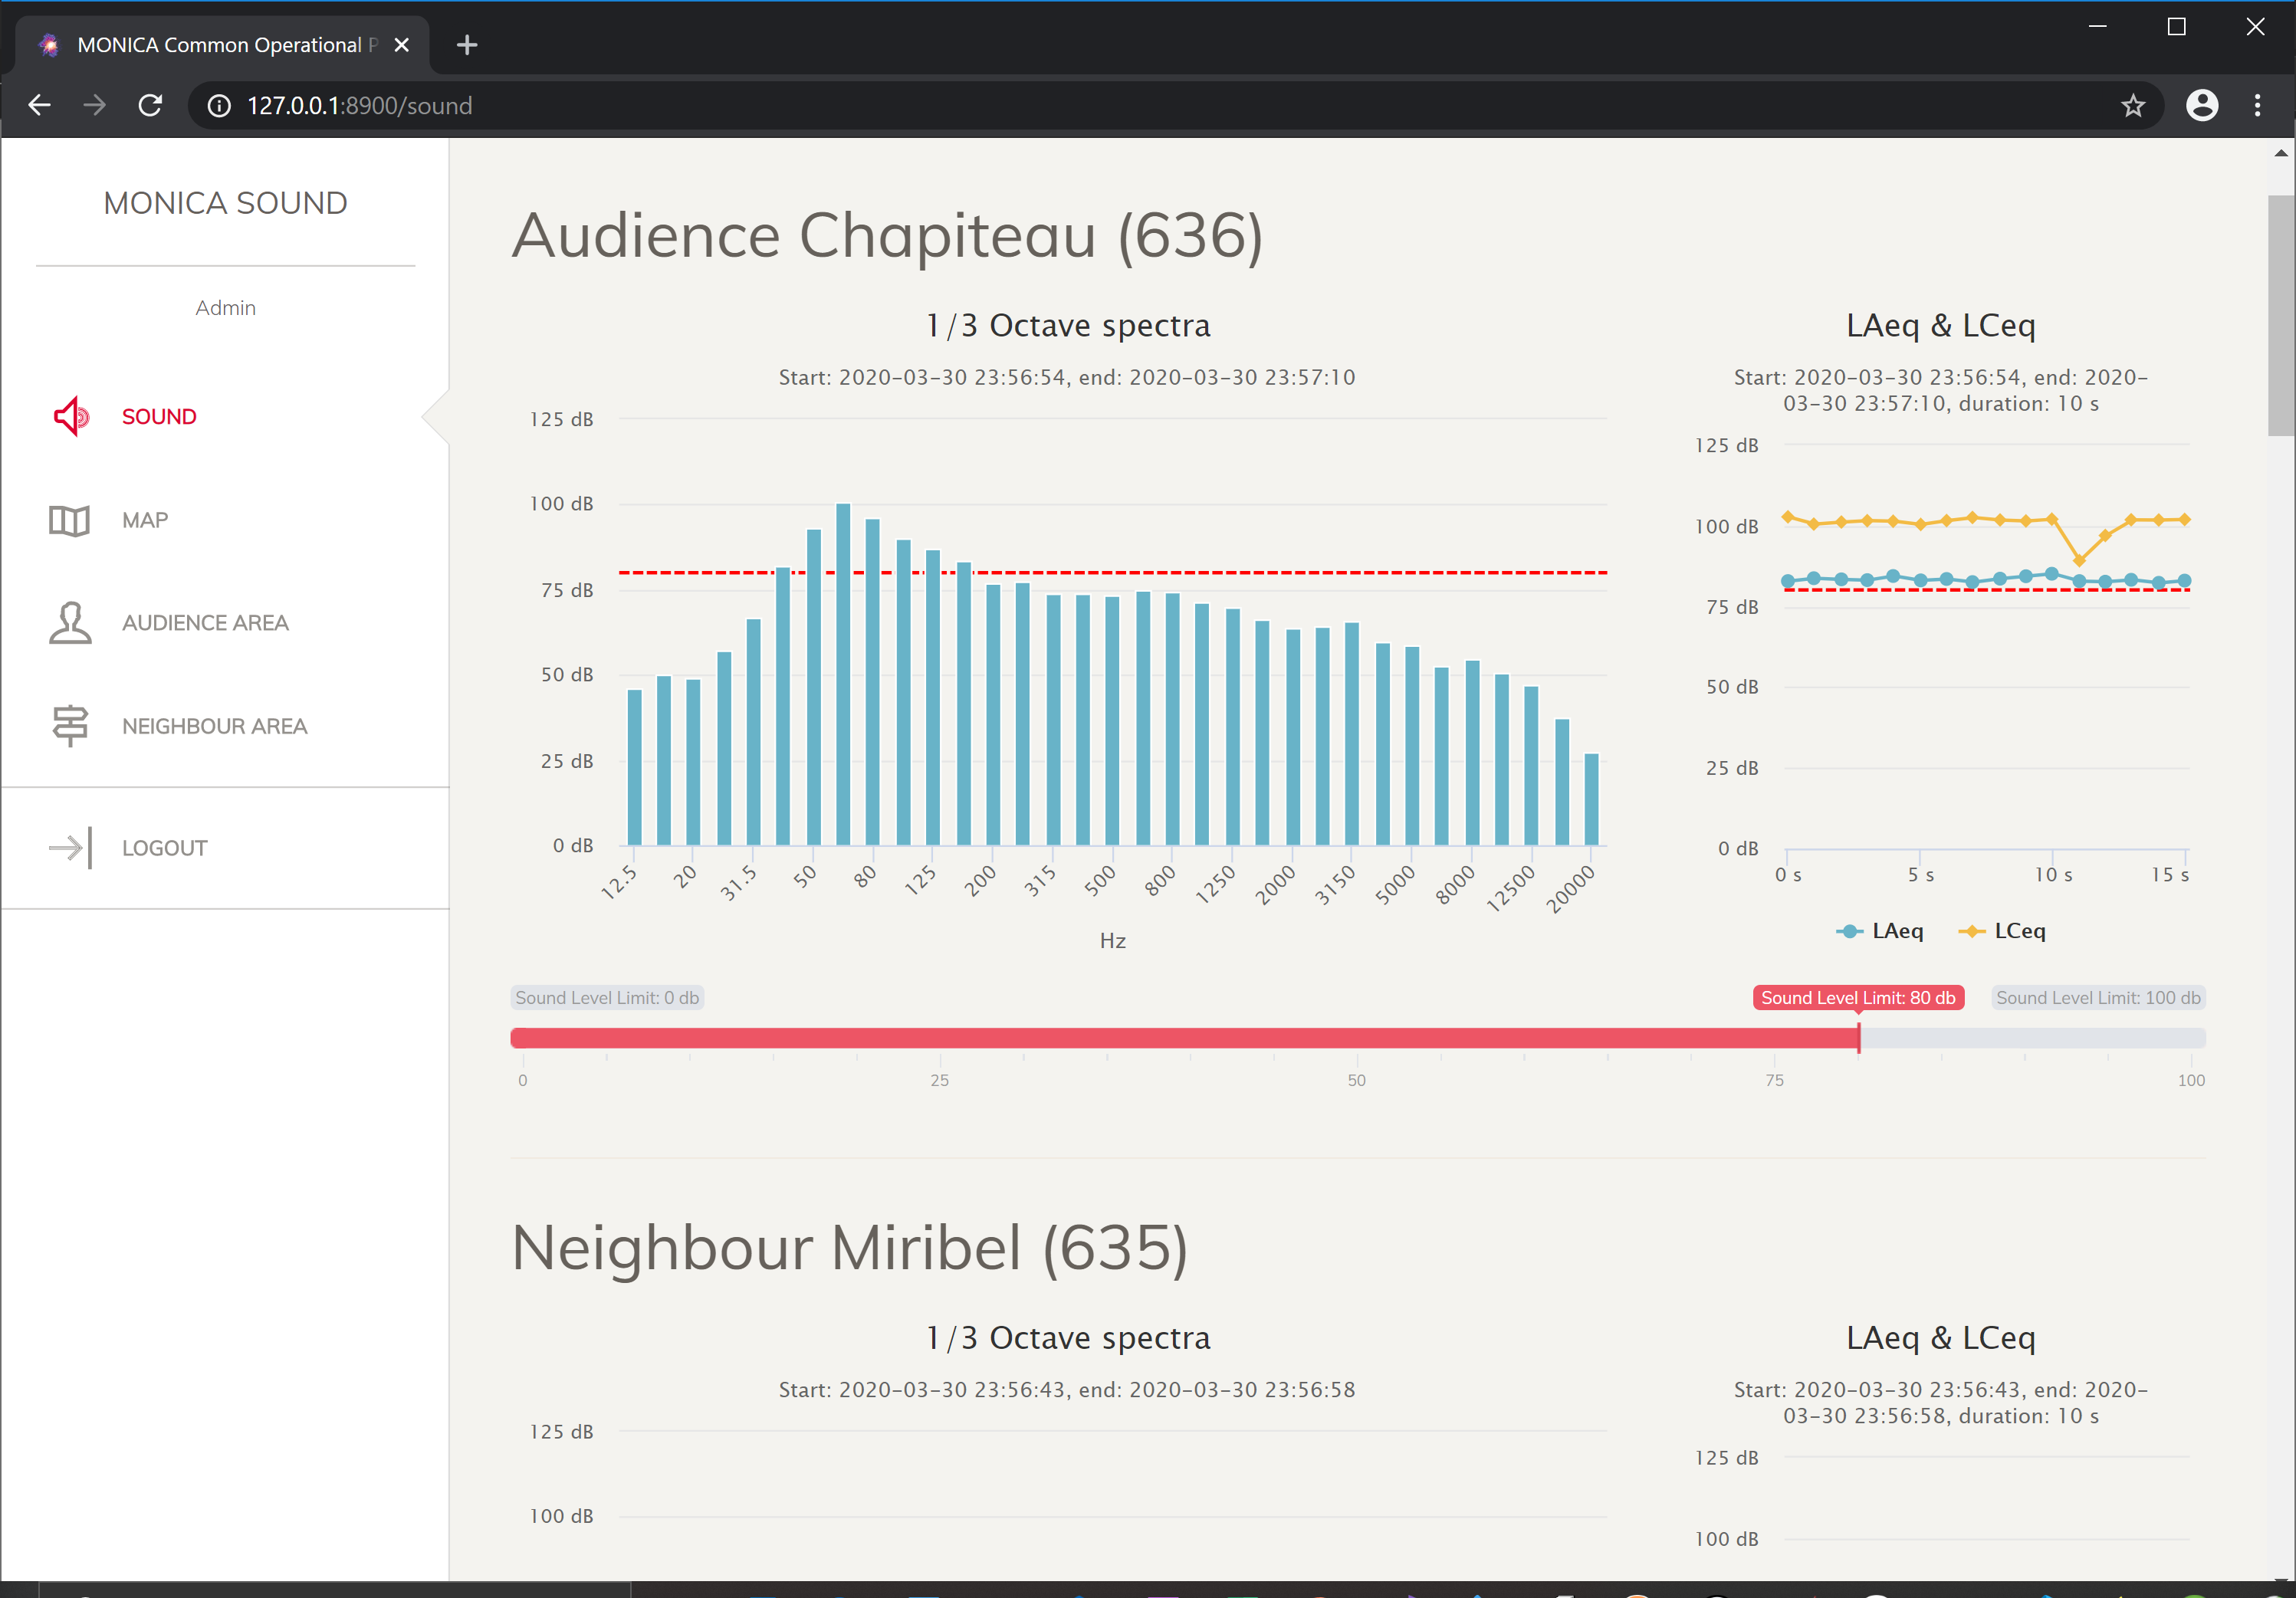 MONICA Common Operational P
127.0.0.1:8900/sound
MONICA SOUND
Admin
SOUND
MAP
AUDIENCE AREA
NEIGHBOUR AREA
LOGOUT
Audience Chapiteau (636)
1/3 Octave spectra
Start: 2020-03-30 23:56:54, end: 2020-03-30 23:57:10
125 dB
100 dB
75 dB
50 dB
25 dB
0 dB
12.5 20 31.5 50 80 125 200 315 500 800 1250 2000 3150 5000 8000 12500 20000
Hz
LAeq & LCeq
Start: 2020-03-30 23:56:54, end: 2020-
03-30 23:57:10, duration: 10 s
125 dB
100 dB
75 dB
50 dB
25 dB
0 dB
0 s 5 s 10 s 15 s
LAeq LCeq
Sound Level Limit: 0 db Sound Level Limit: 80 db Sound Level Limit: 100 db
0 25 50 75 100
Neighbour Miribel (635)
1/3 Octave spectra
Start: 2020-03-30 23:56:43, end: 2020-03-30 23:56:58
125 dB
100 dB
LAeq & LCeq
Start: 2020-03-30 23:56:43, end: 2020-
03-30 23:56:58, duration: 10 s
125 dB
100 dB